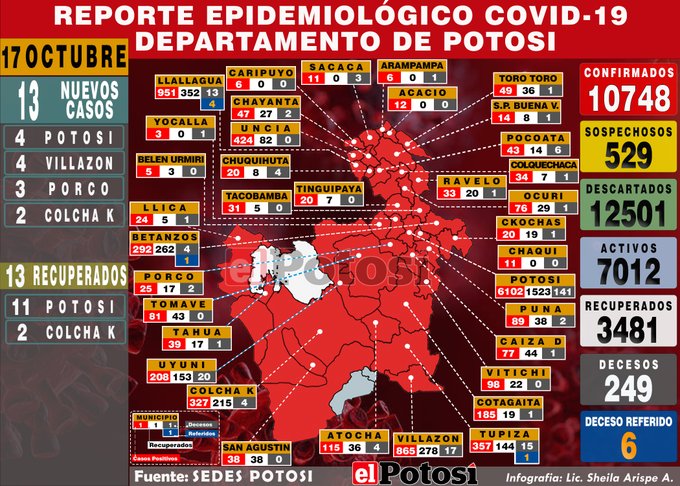 REPORTE EPIDEMIOLÓGICO COVID-19
DEPARTAMENTO DE POTOSI
17 OCTUBRE
13 NUEVOS CASOS
4 POTOSI
4 VILLAZON
3 PORCO
2 COLCHA K
13 RECUPERADOS
11 POTOSI
2 COLCHA K
LLALLAGUA
951 352 13
4
CARIPUYO
6 0 0
SACACA
11 0 3
ARAMPAMPA
6 0 1
ACACIO
12 0 0
TORO TORO
49 36 1
S.P. BUENA V.
14 8 1
CHAYANTA
47 27 2
YOCALLA
3 0 1
UNCIA
424 82 0
POCOATA
43 14 6
BELEN URMIRI
5 3 0
CHUQUIHUTA
20 8 4
COLQUECHACA
34 7 1
TINGUIPAYA
20 7 0
RAVELO
33 20 1
TACOBAMBA
31 5 0
OCURI
76 29 1
LLICA
24 5 1
CKOCHAS
20 19 1
BETANZOS
292 262 4
1
CHAQUI
11 0 0
PORCO
25 17 2
POTOSI
6102 1523 141
TOMAVE
81 43 0
PUNA
89 38 2
TAHUA
39 17 1
CAIZA D
77 44 1
UYUNI
208 153 20
VITICHI
98 22 0
COLCHA K
327 215 4
COTAGAITA
185 19 1
SAN AGUSTIN
38 38 0
ATOCHA
115 36 4
VILLAZON
865 278 17
TUPIZA
357 144 15
1
el Potosí
MUNICIPIO
1 1 1
1
Decesos
Referidos
Recuperados
Casos Positivos
CONFIRMADOS
10748
SOSPECHOSOS
529
DESCARTADOS
12501
ACTIVOS
7012
RECUPERADOS
3481
DECESOS
249
DECESO REFERIDO
6
Fuente: SEDES POTOSI
el Potosí
Infografia: Lic. Sheila Arispe A.